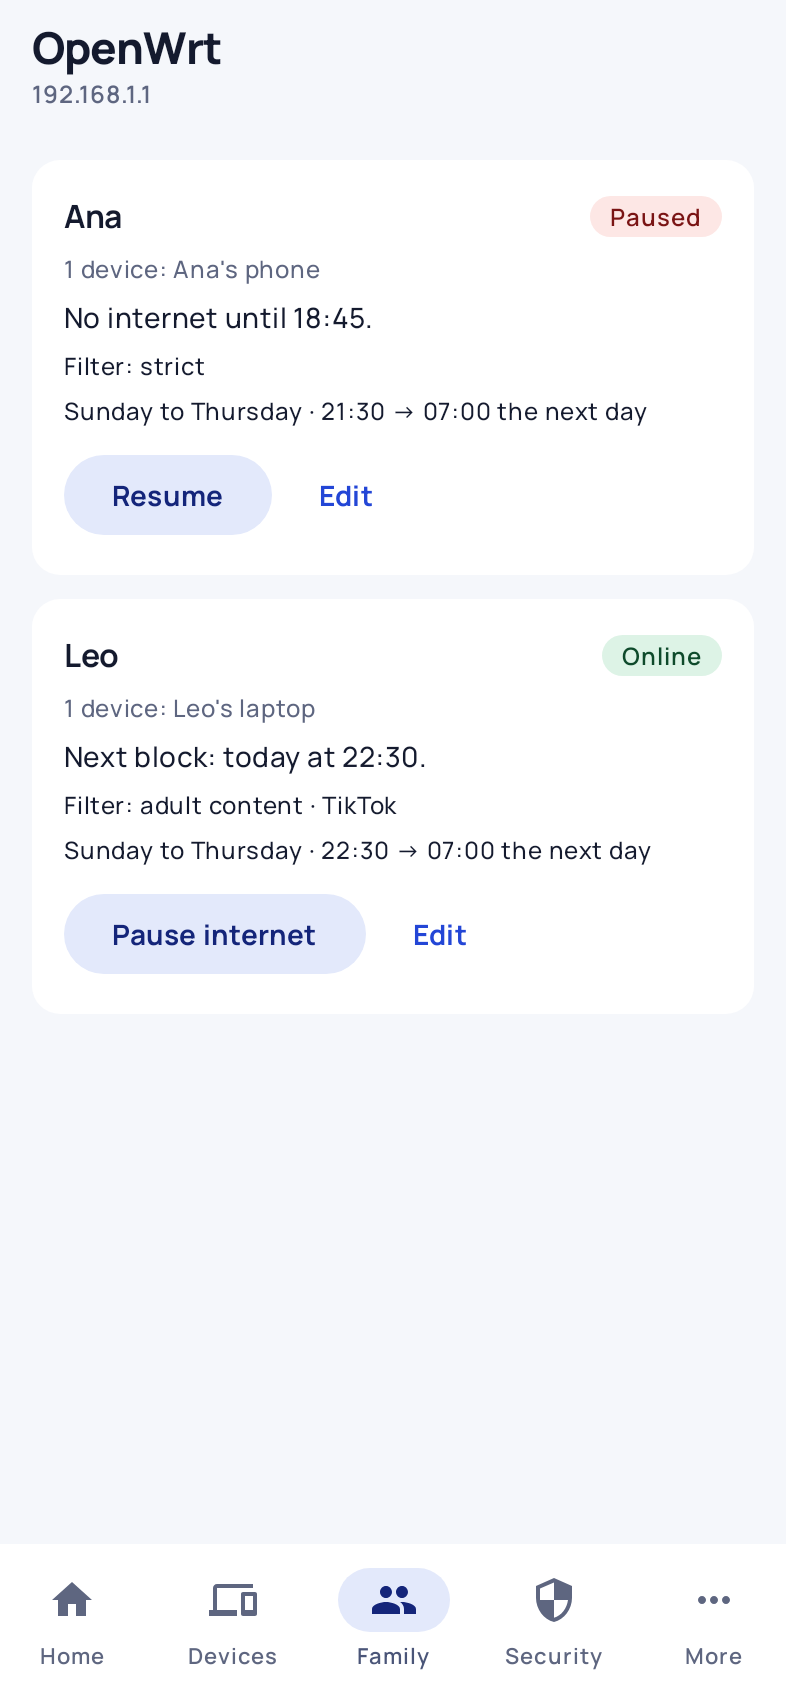 OpenWrt
192.168.1.1
Ana
Paused
1 device: Ana's phone
No internet until 18:45.
Filter: strict
Sunday to Thursday · 21:30 → 07:00 the next day
Resume
Edit
Leo
Online
1 device: Leo's laptop
Next block: today at 22:30.
Filter: adult content · TikTok
Sunday to Thursday · 22:30 → 07:00 the next day
Pause internet
Edit
Home
Devices
Family
Security
More